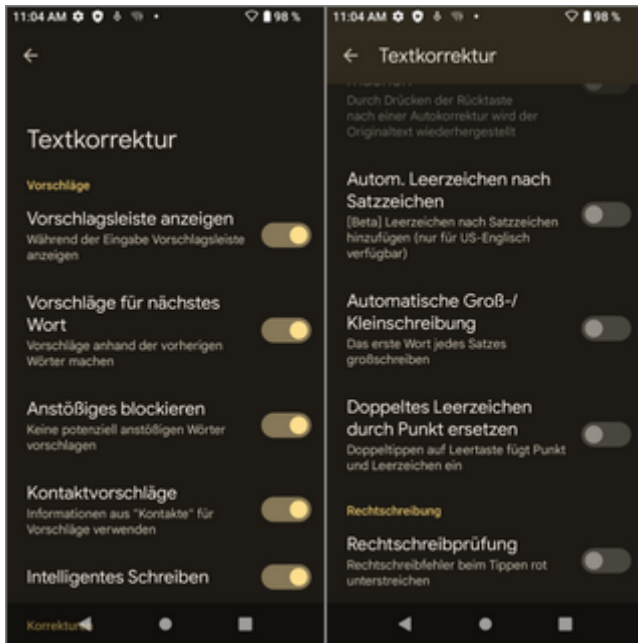 11:04 AM
98 %
Textkorrektur
Vorschläge
Vorschlagsleiste anzeigen
Während der Eingabe Vorschlagsleiste
anzeigen
Vorschläge für nächstes
Wort
Vorschläge anhand der vorherigen
Wörter machen
Anstößiges blockieren
Keine potenziell anstößigen Wörter
vorschlagen
Kontaktvorschläge
Informationen aus "Kontakte" für
Vorschläge verwenden
Intelligentes Schreiben
11:04 AM
98 %
Textkorrektur
Durch Drücken der Rücktaste
nach einer Autokorrektur wird der
Originaltext wiederhergestellt
Autom. Leerzeichen nach
Satzzeichen
[Beta] Leerzeichen nach Satzzeichen
hinzufügen (nur für US-Englisch
verfügbar)
Automatische Groß-/
Kleinschreibung
Das erste Wort jedes Satzes
großschreiben
Doppeltes Leerzeichen
durch Punkt ersetzen
Doppeltippen auf Leertaste fügt Punkt
und Leerzeichen ein
Rechtschreibung
Rechtschreibprüfung
Rechtschreibfehler beim Tippen rot
unterstreichen